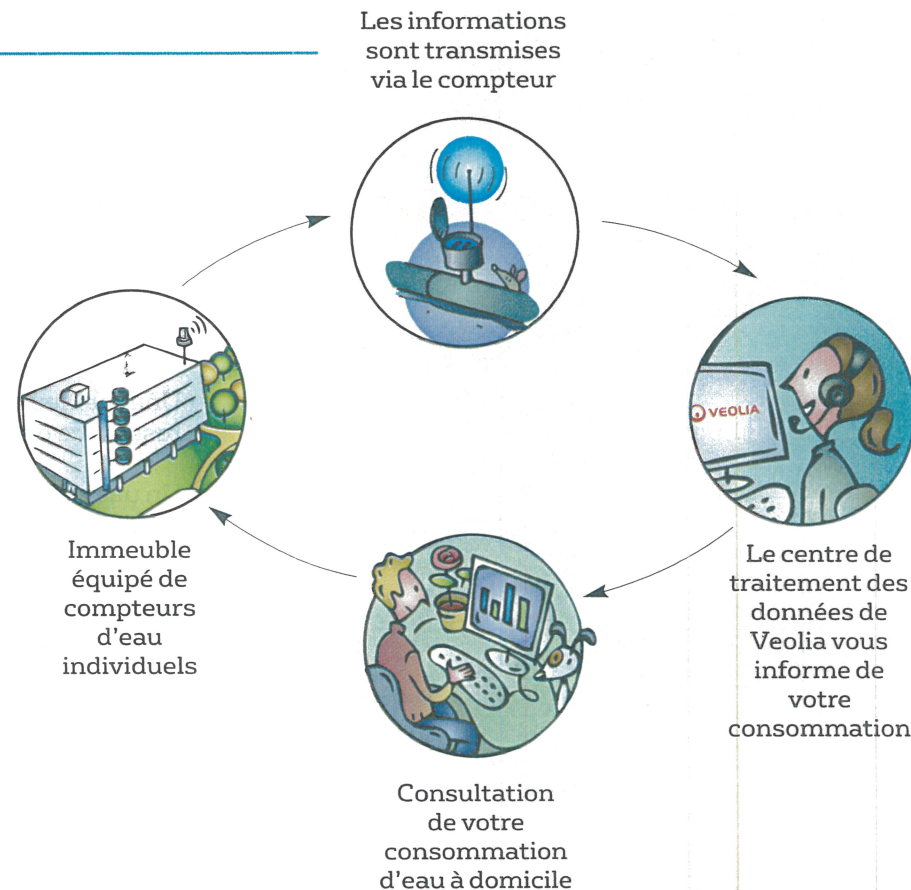 Les informations
sont transmises
via le compteur
VEOLIA
Immeuble
équipé de
compteurs
d'eau
individuels
Le centre de
traitement des
données de
Veolia vous
informe de
votre
consommation
Consultation
de votre
consommation
d'eau à domicile